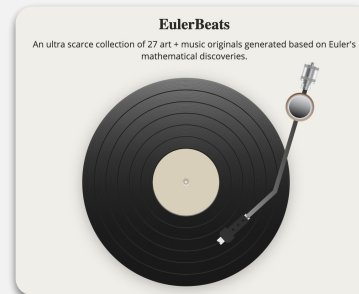 EulerBeats
An ultra scarce collection of 27 art + music originals generated based on Euler's
mathematical discoveries.